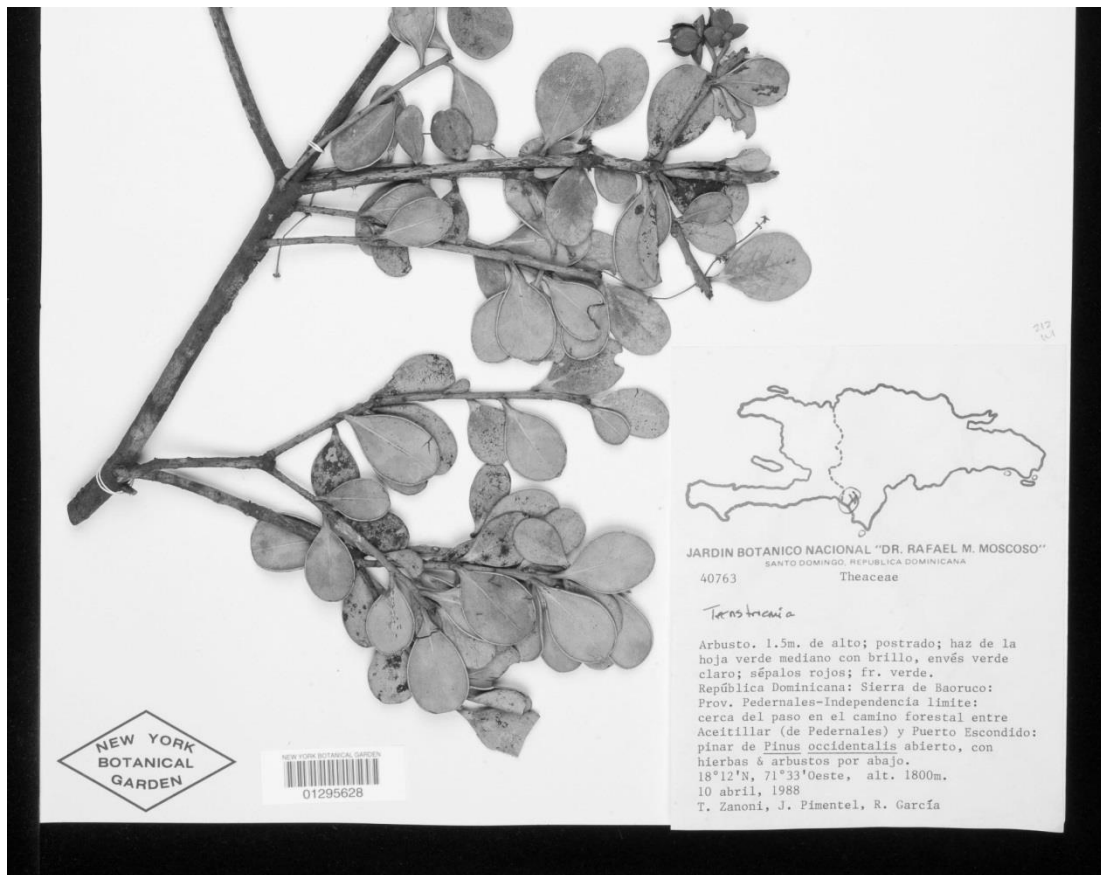 212
JARDIN BOTANICO NACIONAL "DR. RAFAEL M. MOSCOSO"
SANTO DOMINGO, REPUBLICA DOMINICANA
40763 Theaceae
Arbusto. 1.5m. de alto; postrado; haz de la
hoja verde mediano con brillo, envés verde
claro; sépalos rojos; fr. verde.
República Dominicana: Sierra de Baoruco:
Prov. Pedernales-Independencia límite:
cerca del paso en el camino forestal entre
Aceitillar (de Pedernales) y Puerto Escondido:
pinar de Pinus occidentalis abierto, con
hierbas & arbustos por abajo.
18°12'N, 71°33'Oeste, alt. 1800m.
10 abril, 1988
T. Zanoni, J. Pimentel, R. García
NEW YORK
BOTANICAL
GARDEN
NEW YORK BOTANICAL GARDEN
01295628